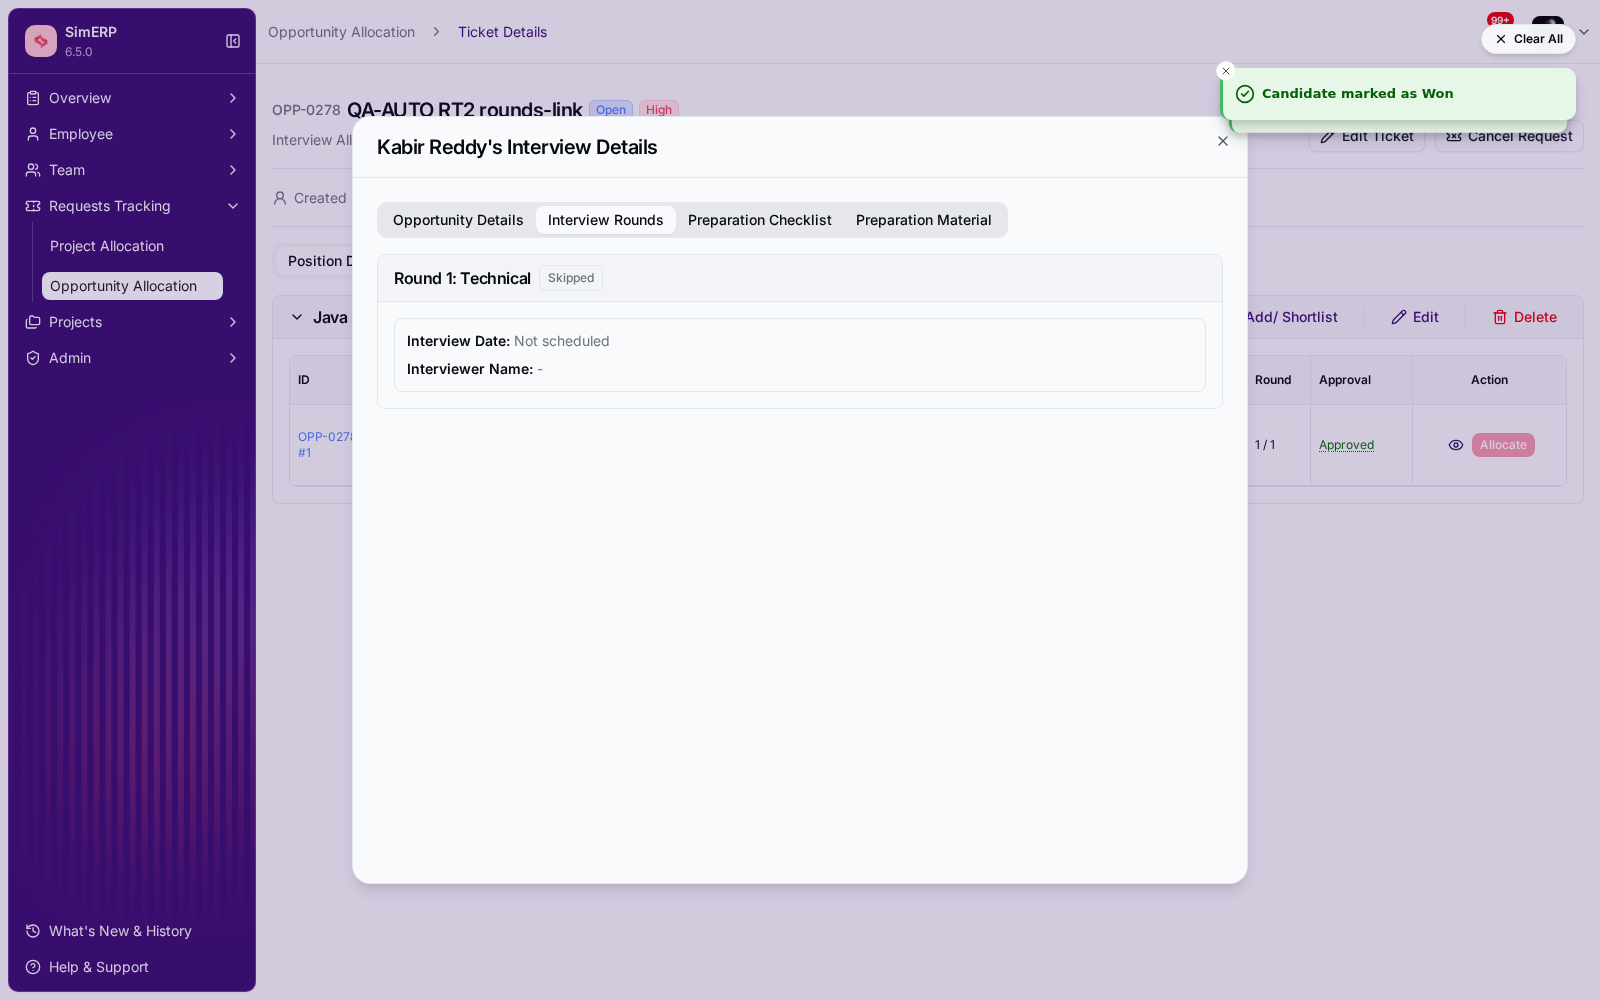 SimERP
6.5.0
Overview
Employee
Team
Requests Tracking
Project Allocation
Opportunity Allocation
Projects
Admin
What's New & History
Help & Support
Opportunity Allocation
Ticket Details
99+
Clear All
Candidate marked as Won
OPP-0278 QA-AUTO RT2 rounds-link Open High
Interview All
Edit Ticket
Cancel Request
Created
Position D
Java
Add/ Shortlist
Edit
Delete
ID
Round
Approval
Action
OPP-0278
#1
1 / 1
Approved
Allocate
Kabir Reddy's Interview Details
Opportunity Details
Interview Rounds
Preparation Checklist
Preparation Material
Round 1: Technical
Skipped
Interview Date: Not scheduled
Interviewer Name: -